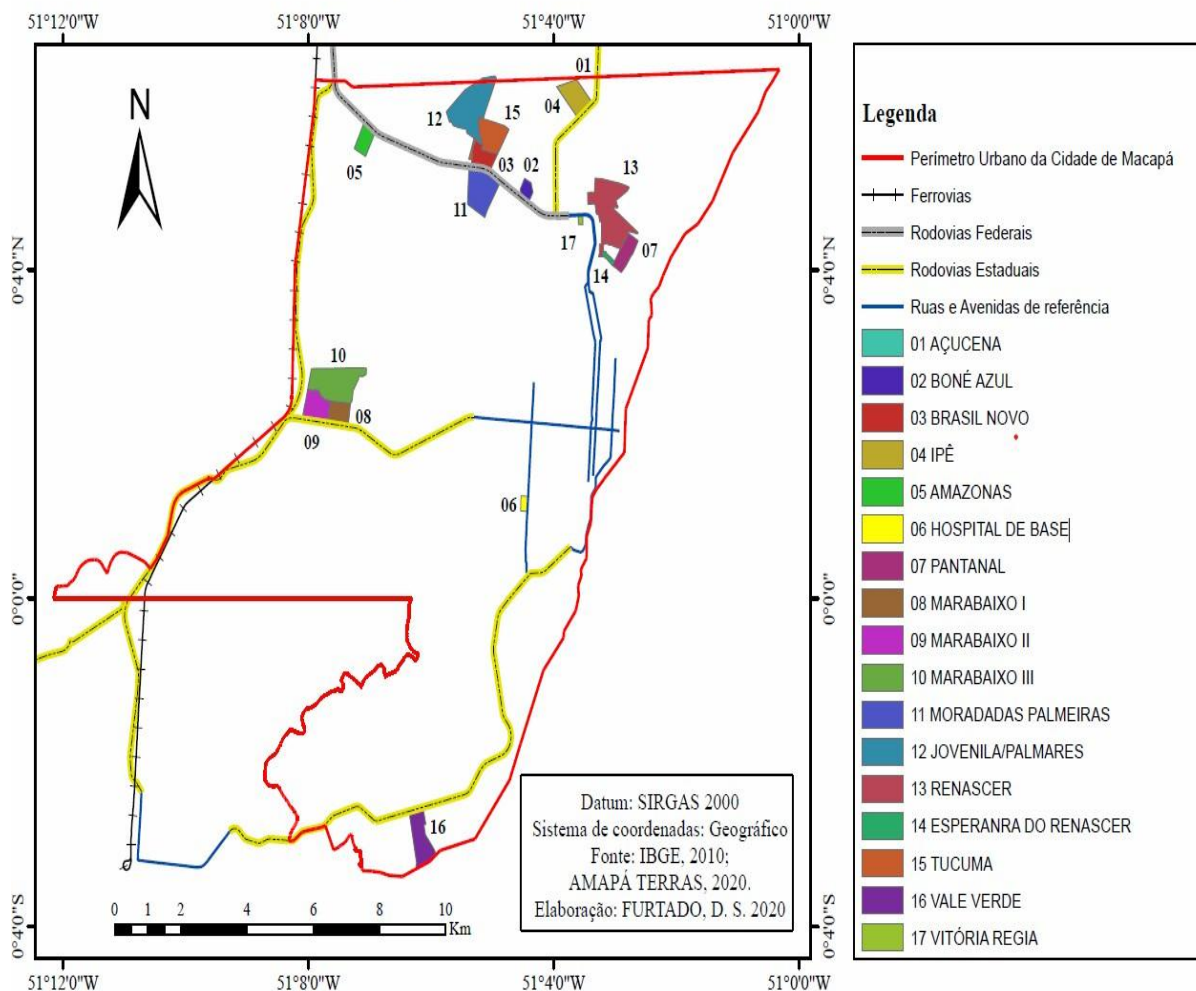 51°12'0"W
51°8'0"W
51°4'0"W
51°0'0"W
N
01
04
12
15
05
03
02
13
11
17
07
14
0°4'0"N
0°4'0"N
10
08
09
06
0°0'0"
0°0'0"
16
Datum: SIRGAS 2000
Sistema de coordenadas: Geográfico
Fonte: IBGE, 2010;
AMAPÁ TERRAS, 2020.
Elaboração: FURTADO, D. S. 2020
0 1 2 4 6 8 10
Km
0°4'0"S
0°4'0"S
51°12'0"W
51°8'0"W
51°4'0"W
51°0'0"W
Legenda
Perímetro Urbano da Cidade de Macapá
Ferrovias
Rodovias Federais
Rodovias Estaduais
Ruas e Avenidas de referência
01 AÇUCENA
02 BONÉ AZUL
03 BRASIL NOVO
04 IPÊ
05 AMAZONAS
06 HOSPITAL DE BASE
07 PANTANAL
08 MARABAIXO I
09 MARABAIXO II
10 MARABAIXO III
11 MORADADAS PALMEIRAS
12 JOVENILA/PALMARES
13 RENASCER
14 ESPERANRA DO RENASCER
15 TUCUMA
16 VALE VERDE
17 VITÓRIA REGIA